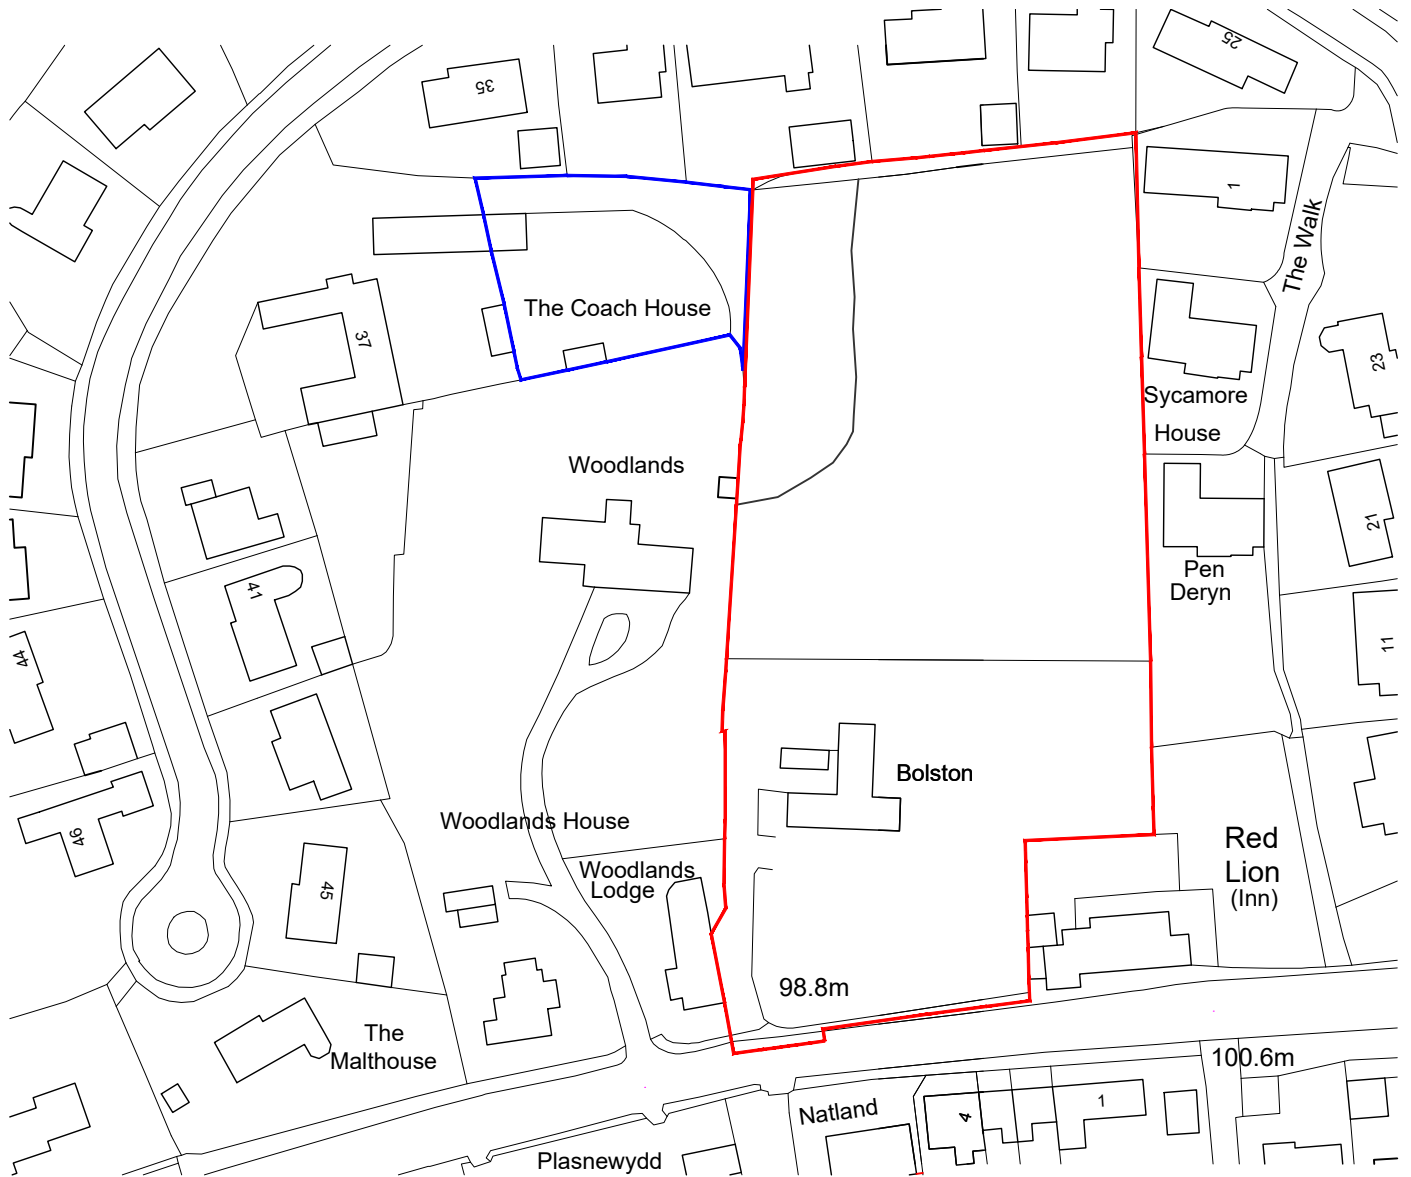 25
35
1
The Walk
The Coach House
37
23
Sycamore
House
Woodlands
21
Pen
Deryn
41
11
44
Bolston
Woodlands House
46
Red
Lion
(Inn)
Woodlands
Lodge
45
98.8m
The
Malthouse
100.6m
Natland
4
1
Plasnewydd